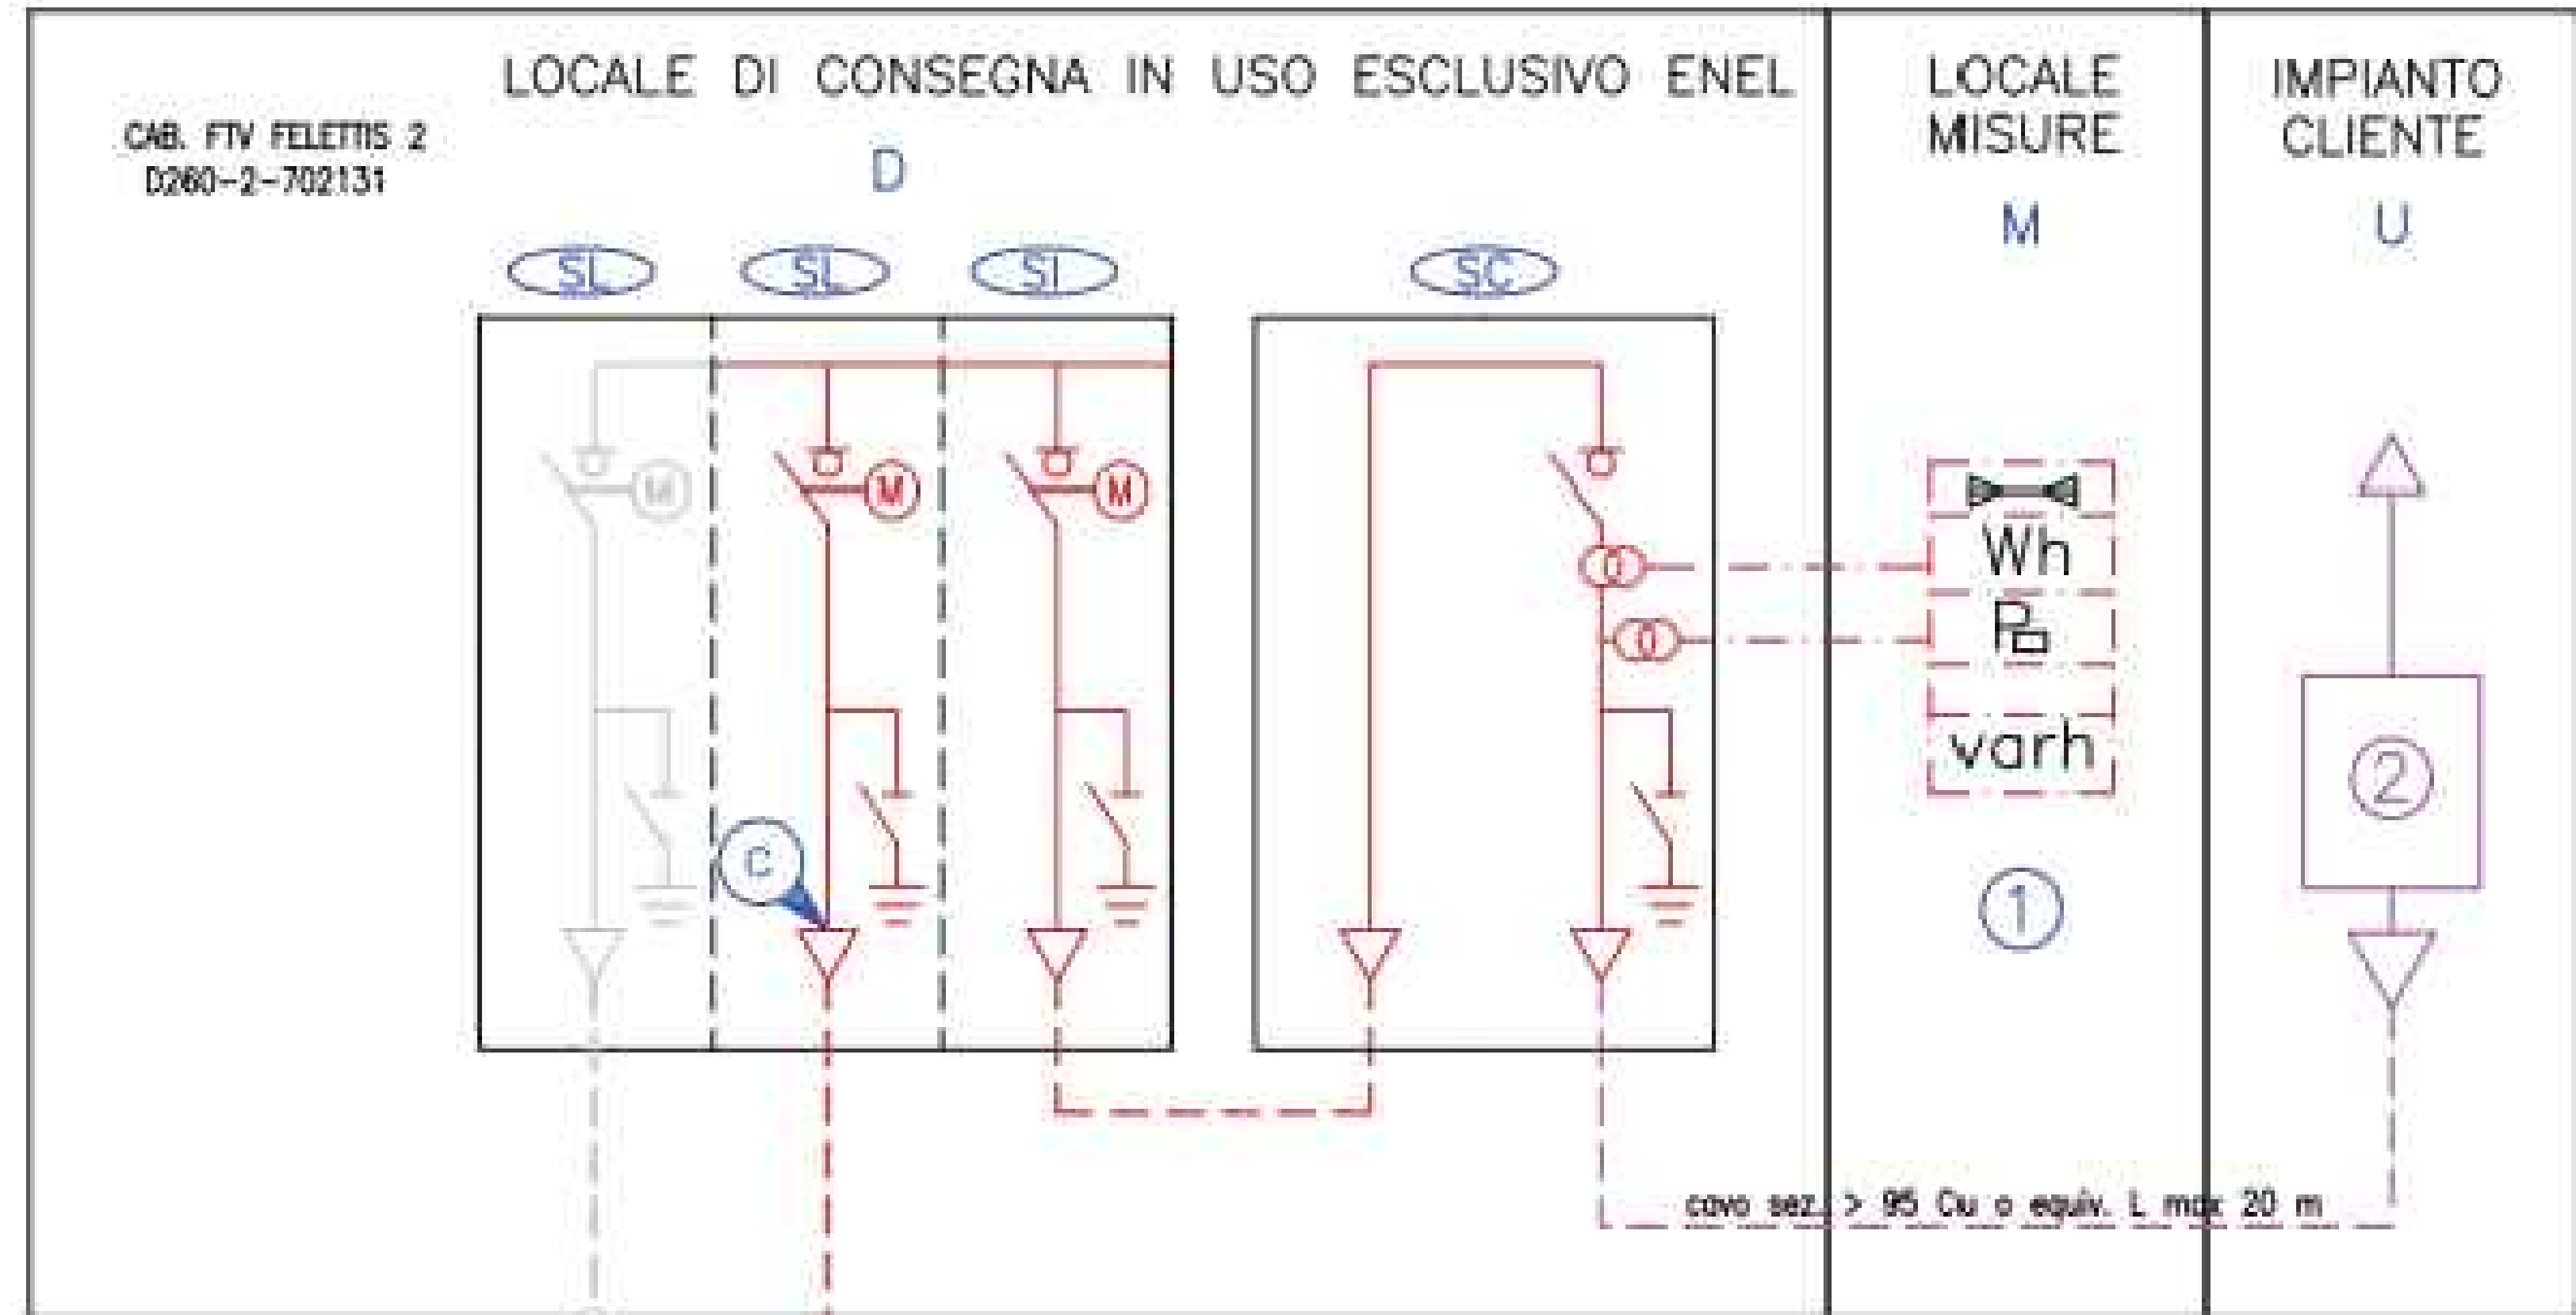 LOCALE DI CONSEGNA IN USO ESCLUSIVO ENEL
LOCALE
MISURE
IMPIANTO
CLIENTE
CAB. FTV FELETTIS 2
D260-2-702131
D
M
U
SL
SL
SI
SC
M
M
M
Wh
P
varh
2
C
1
cavo sez. > 95 Cu o equiv. L max 20 m